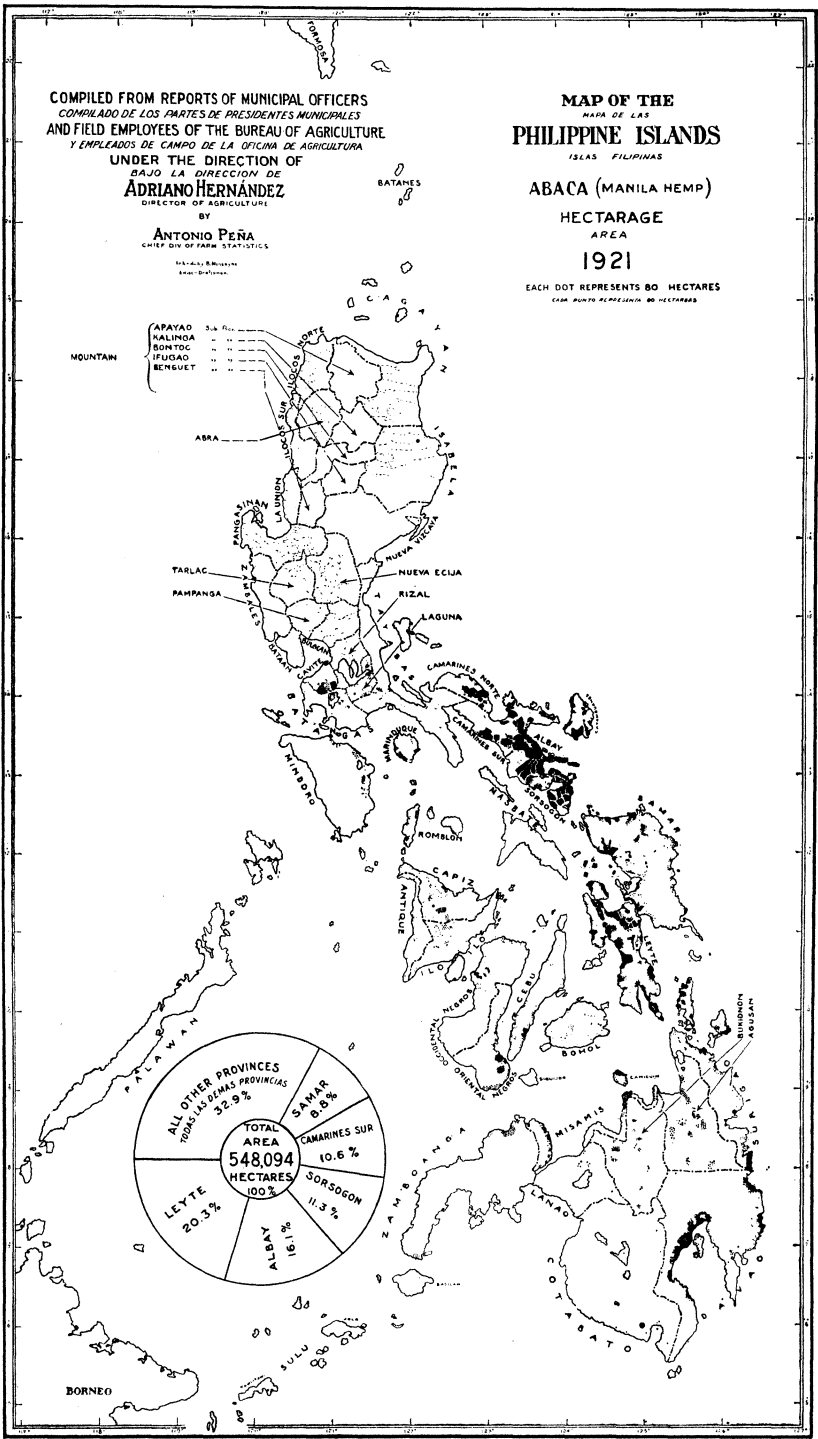 FORMOSA
COMPILED FROM REPORTS OF MUNICIPAL OFFICERS
COMPILADO DE LOS PARTES DE PRESIDENTES MUNICIPALES
AND FIELD EMPLOYEES OF THE BUREAU OF AGRICULTURE
Y EMPLEADOS DE CAMPO DE LA OFICINA DE AGRICULTURA
UNDER THE DIRECTION OF
BAJO LA DIRECCION DE
ADRIANO HERNÁNDEZ
DIRECTOR OF AGRICULTURE
BY
ANTONIO PEÑA
CHIEF DIV OF FARM STATISTICS
MAP OF THE
MAPA DE LAS
PHILIPPINE ISLANDS
ISLAS FILIPINAS
ABACA (MANILA HEMP)
HECTARAGE
AREA
1921
EACH DOT REPRESENTS 80 HECTARES
CADA PUNTO REPRESENTA 80 HECTAREAS
BATANES
CAGAYAN
MOUNTAIN
APAYAO Sub. Prov.
KALINGA " "
BONTOC " "
IFUGAO " "
BENGUET " "
ILOCOS NORTE
ILOCOS SUR
ABRA
ISABELA
LA UNION
PANGASINAN
NUEVA VIZCAYA
TARLAC
ZAMBALES
NUEVA ECIJA
PAMPANGA
RIZAL
TAYABAS
LAGUNA
BULACAN
BATAAN
CAVITE
BATANGAS
CAMARINES NORTE
CAMARINES SUR
ALBAY
SORSOGON
MARINDUQUE
MINDORO
MASBATE
ROMBLON
SAMAR
CAPIZ
ANTIQUE
ILOILO
LEYTE
CEBU
OCCIDENTAL NEGROS
ORIENTAL NEGROS
BOHOL
SIQUIJOR
CAMIGUIN
BUKIDNON
AGUSAN
SURIGAO
PALAWAN
MISAMIS
ZAMBOANGA
LANAO
COTABATO
DAVAO
BASILAN
SULU
BORNEO
ALL OTHER PROVINCES
TODAS LAS DEMAS PROVINCIAS
32.9%
SAMAR
8.8%
CAMARINES SUR
10.6 %
SORSOGON
11.3 %
ALBAY
16.1%
LEYTE
20.3%
TOTAL
AREA
548,094
HECTARES
100%